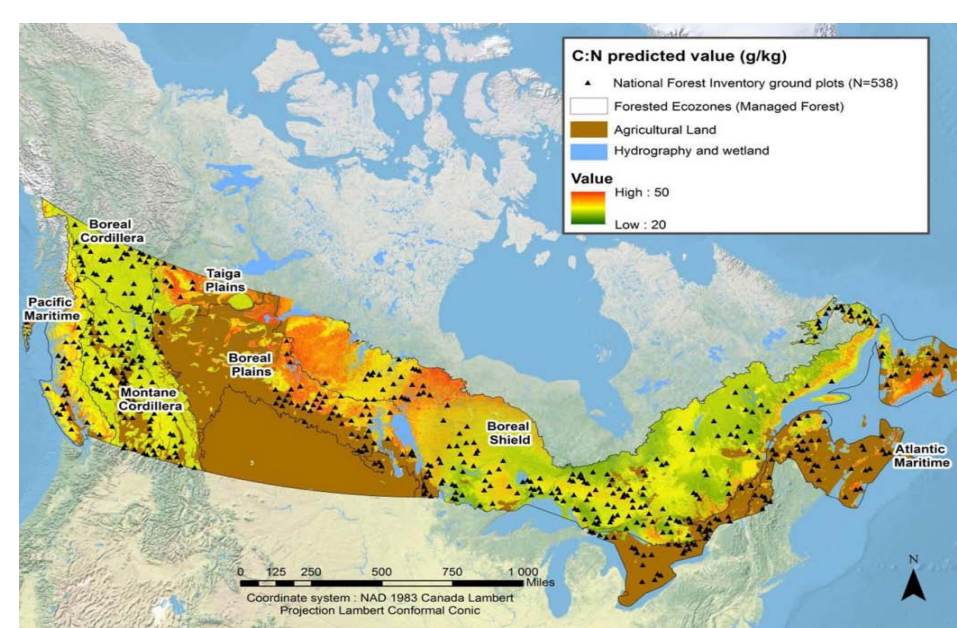 C:N predicted value (g/kg)
National Forest Inventory ground plots (N=538)
Forested Ecozones (Managed Forest)
Agricultural Land
Hydrography and wetland
Value
High : 50
Low : 20
Boreal
Cordillera
Taiga
Plains
Pacific
Maritime
Boreal
Plains
Montane
Cordillera
Boreal
Shield
Atlantic
Maritime
N
0 125 250 500 750 1 000
Miles
Coordinate system : NAD 1983 Canada Lambert
Projection Lambert Conformal Conic